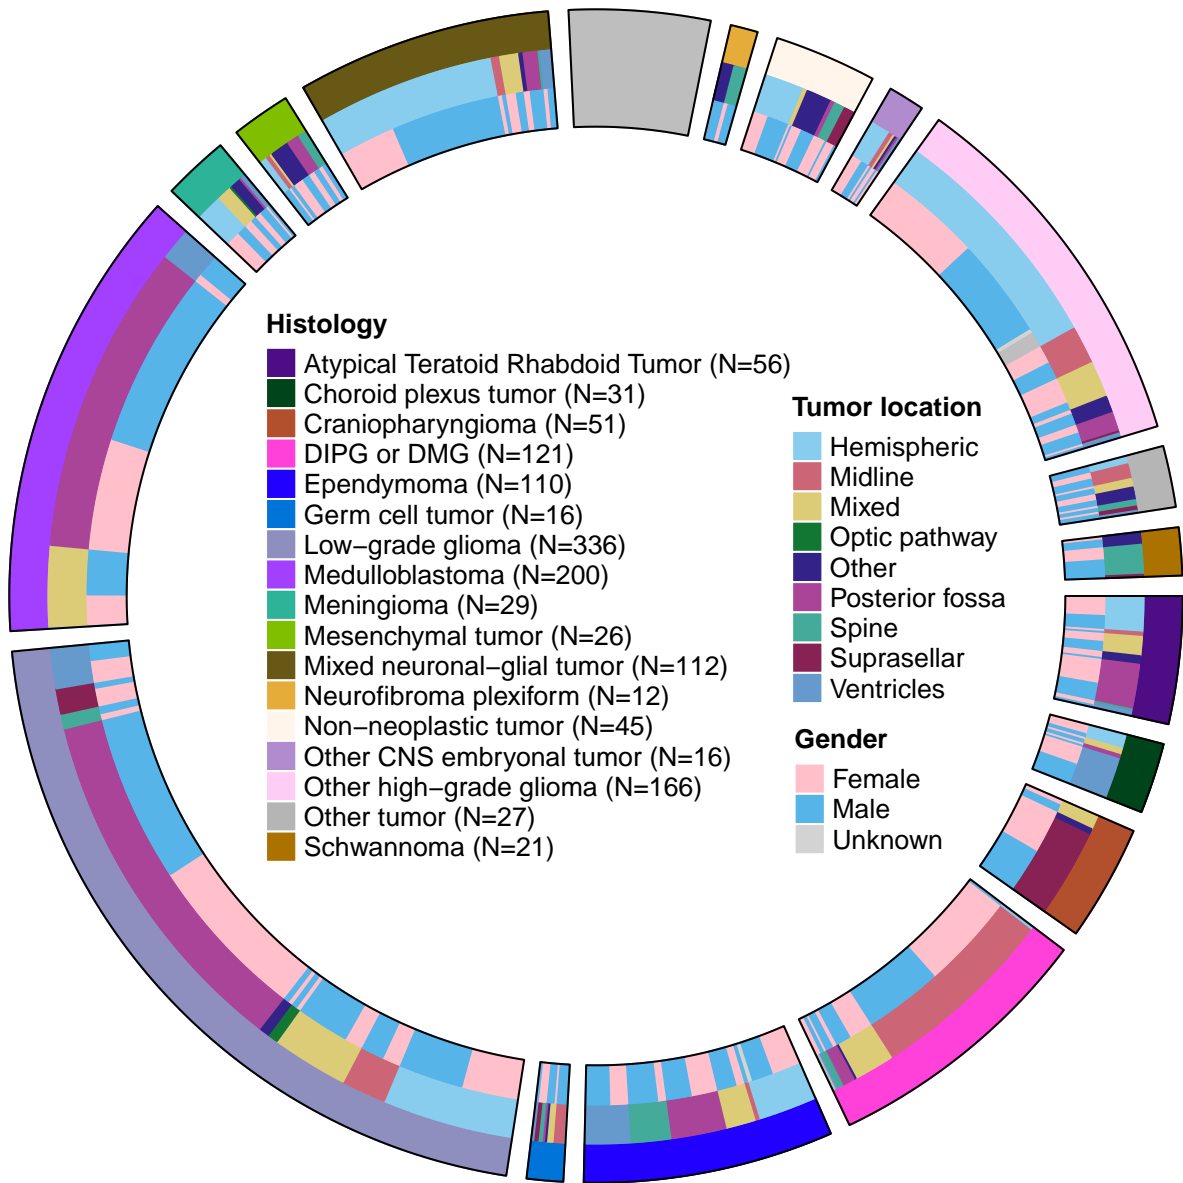 Histology
Atypical Teratoid Rhabdoid Tumor (N=56)
Choroid plexus tumor (N=31)
Craniopharyngioma (N=51)
DIPG or DMG (N=121)
Ependymoma (N=110)
Germ cell tumor (N=16)
Low−grade glioma (N=336)
Medulloblastoma (N=200)
Meningioma (N=29)
Mesenchymal tumor (N=26)
Mixed neuronal−glial tumor (N=112)
Neurofibroma plexiform (N=12)
Non−neoplastic tumor (N=45)
Other CNS embryonal tumor (N=16)
Other high−grade glioma (N=166)
Other tumor (N=27)
Schwannoma (N=21)
Tumor location
Hemispheric
Midline
Mixed
Optic pathway
Other
Posterior fossa
Spine
Suprasellar
Ventricles
Gender
Female
Male
Unknown